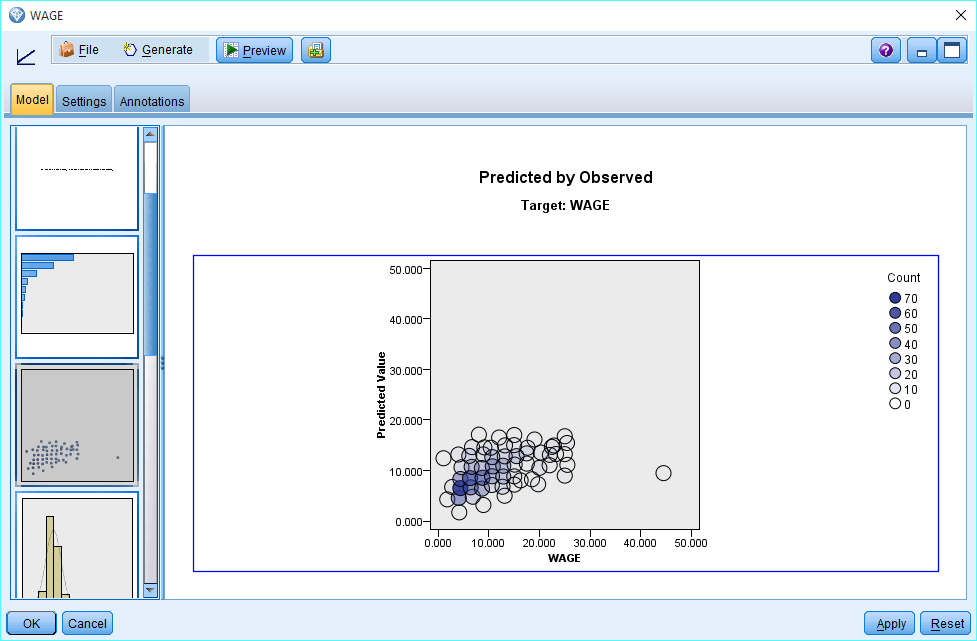 WAGE
File Generate Preview
Model Settings Annotations
Predicted by Observed
Target: WAGE
Count
70
60
50
40
30
20
10
0
Predicted Value
50.000
40.000
30.000
20.000
10.000
0.000
0.000 10.000 20.000 30.000 40.000 50.000
WAGE
OK Cancel Apply Reset